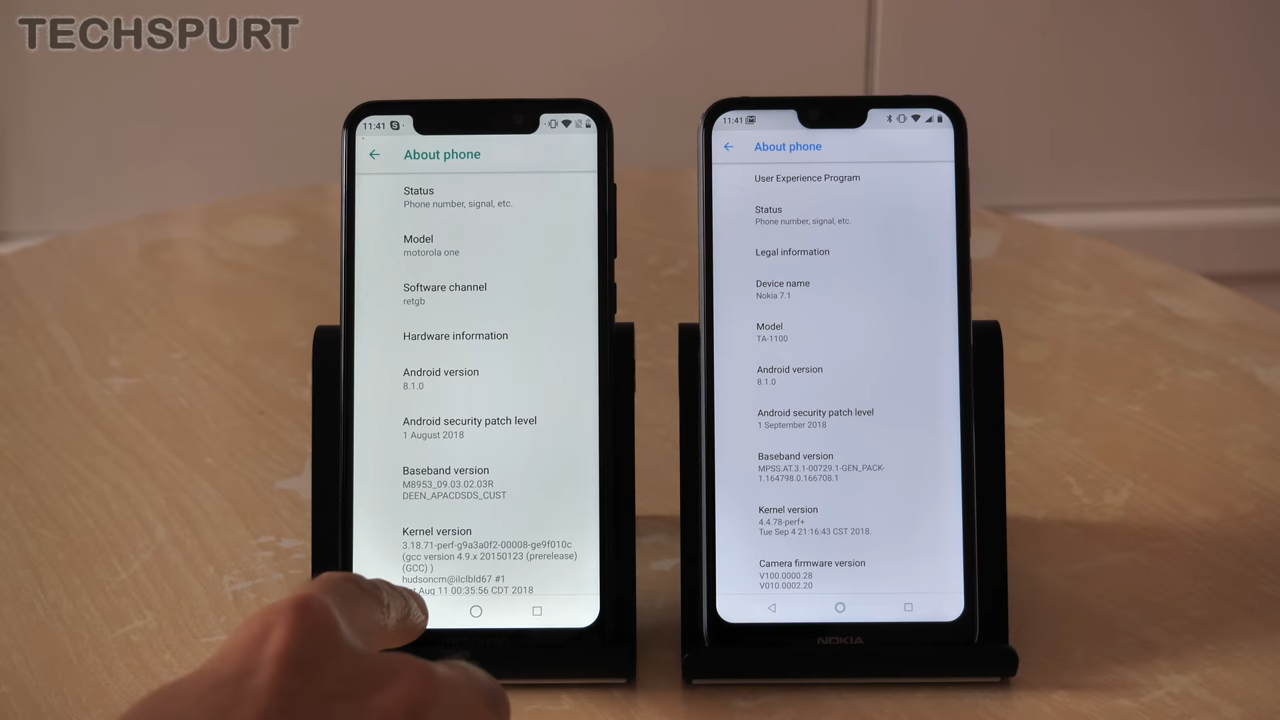 TECHSPURT
11:41
About phone
Status
Phone number, signal, etc.
Model
motorola one
Software channel
retgb
Hardware information
Android version
8.1.0
Android security patch level
1 August 2018
Baseband version
M8953_09.03.02.03R
DEEN_APACDSDS_CUST
Kernel version
3.18.71-perf-g9a3a0f2-00008-ge9f010c
(gcc version 4.9.x 20150123 (prerelease)
(GCC) )
hudsoncm@ilclbld67 #1
Aug 11 00:35:56 CDT 2018
11:41
About phone
User Experience Program
Status
Phone number, signal, etc.
Legal information
Device name
Nokia 7.1
Model
TA-1100
Android version
8.1.0
Android security patch level
1 September 2018
Baseband version
MPSS.AT.3.1-00729.1-GEN_PACK-
1.164798.0.166708.1
Kernel version
4.4.78-perf+
Tue Sep 4 21:16:43 CST 2018.
Camera firmware version
V100.0000.28
V010.0002.20
NOKIA